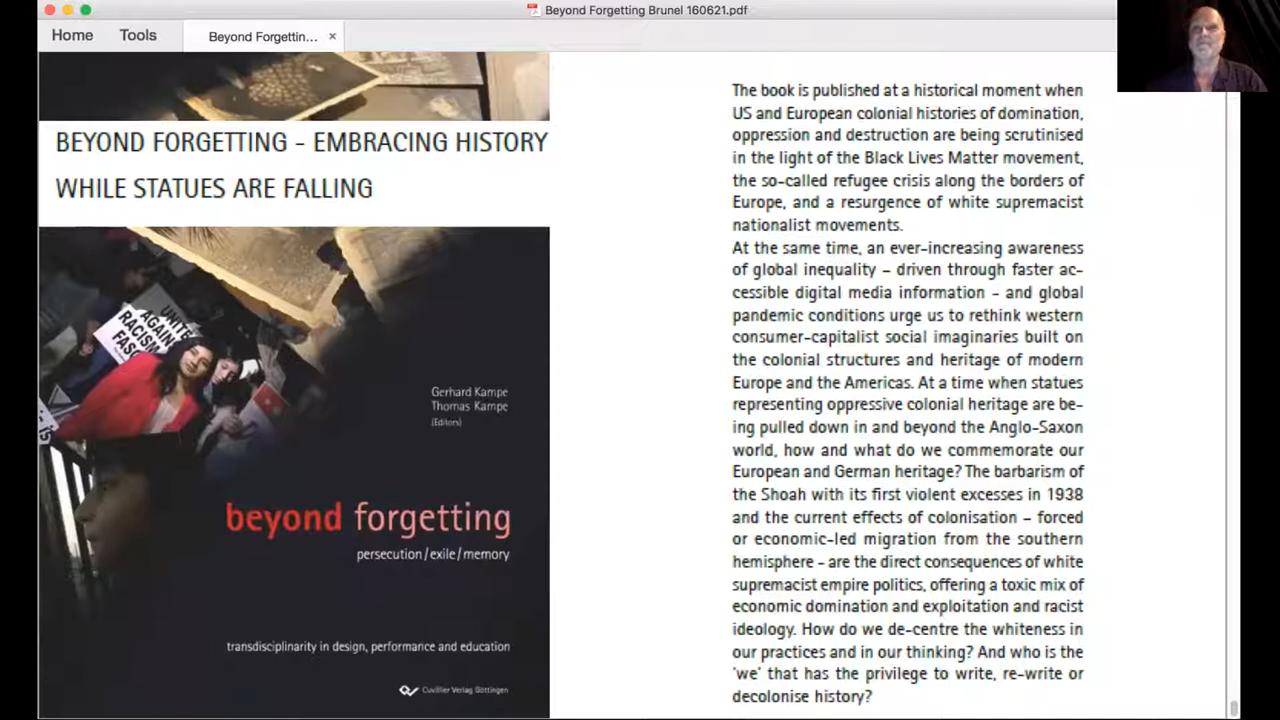 Beyond Forgetting Brunel 160621.pdf
Home
Tools
Beyond Forgettin...
×
BEYOND FORGETTING - EMBRACING HISTORY
WHILE STATUES ARE FALLING
UNITE
AGAINST
RACISM
Gerhard Kampe
Thomas Kampe
(Editors)
beyond forgetting
persecution/exile/memory
transdisciplinarity in design, performance and education
Cuvillier Verlag Göttingen
The book is published at a historical moment when
US and European colonial histories of domination,
oppression and destruction are being scrutinised
in the light of the Black Lives Matter movement,
the so-called refugee crisis along the borders of
Europe, and a resurgence of white supremacist
nationalist movements.
At the same time, an ever-increasing awareness
of global inequality – driven through faster ac-
cessible digital media information – and global
pandemic conditions urge us to rethink western
consumer-capitalist social imaginaries built on
the colonial structures and heritage of modern
Europe and the Americas. At a time when statues
representing oppressive colonial heritage are be-
ing pulled down in and beyond the Anglo-Saxon
world, how and what do we commemorate our
European and German heritage? The barbarism of
the Shoah with its first violent excesses in 1938
and the current effects of colonisation – forced
or economic-led migration from the southern
hemisphere – are the direct consequences of white
supremacist empire politics, offering a toxic mix of
economic domination and exploitation and racist
ideology. How do we de-centre the whiteness in
our practices and in our thinking? And who is the
'we' that has the privilege to write, re-write or
decolonise history?